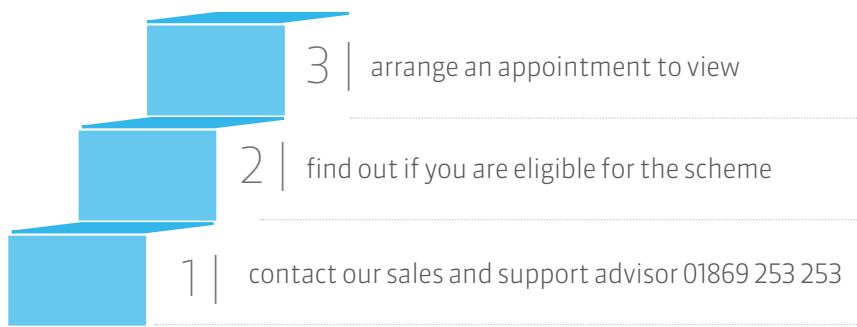 3 | arrange an appointment to view
2 | find out if you are eligible for the scheme
1 | contact our sales and support advisor 01869 253 253